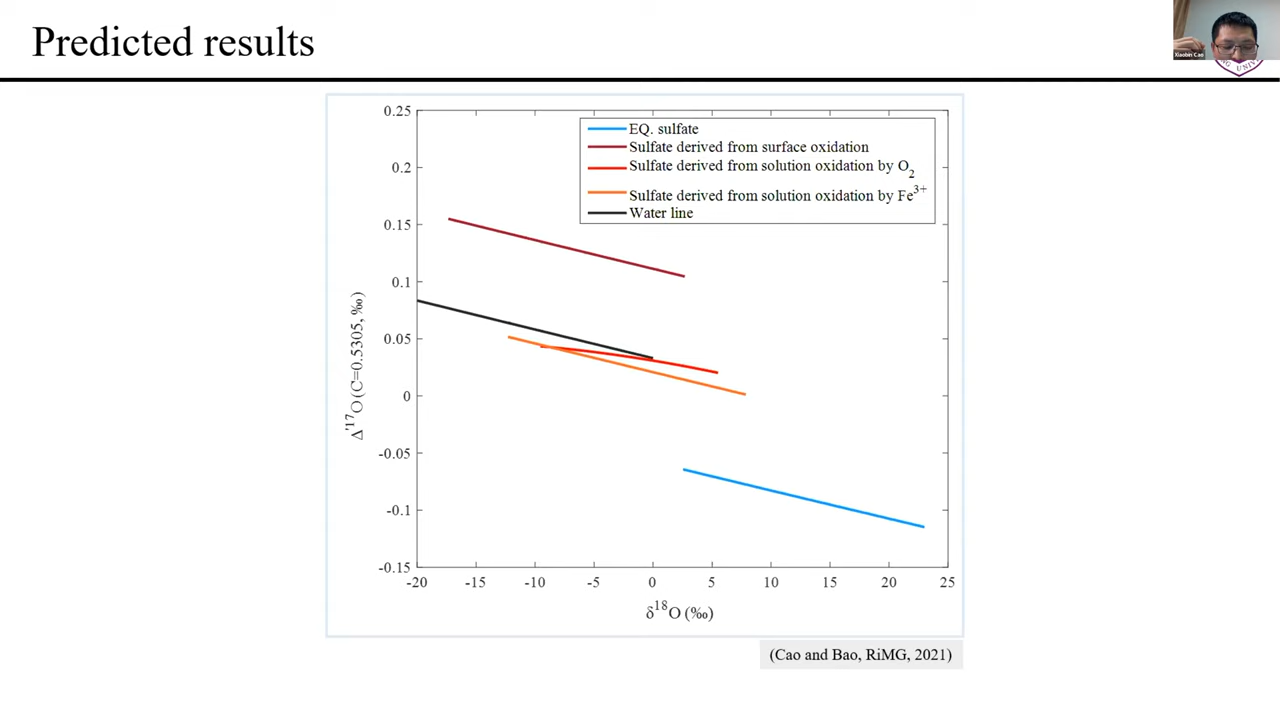 Predicted results
Xiaobin Cao
EQ. sulfate
Sulfate derived from surface oxidation
Sulfate derived from solution oxidation by O2
Sulfate derived from solution oxidation by Fe3+
Water line
0.25
0.2
0.15
0.1
0.05
0
-0.05
-0.1
-0.15
Δ'17O (C=0.5305, ‰)
-20 -15 -10 -5 0 5 10 15 20 25
δ18O (‰)
(Cao and Bao, RiMG, 2021)